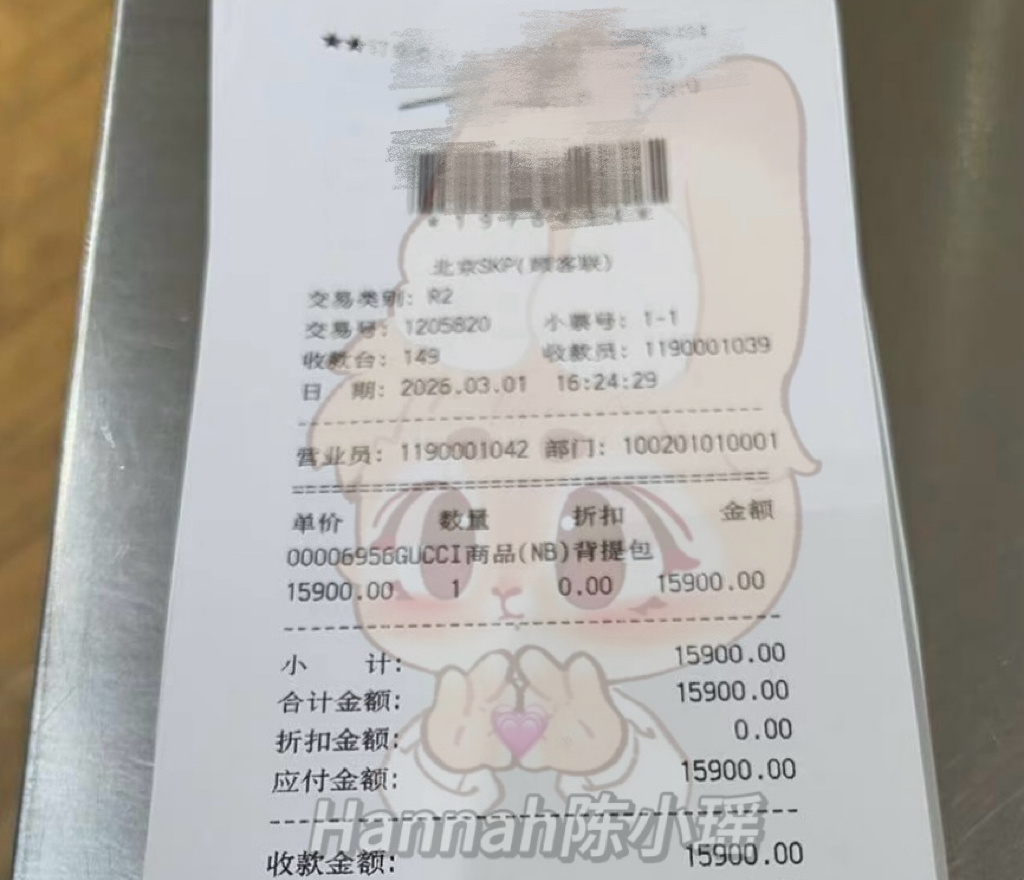 北京SKP(顾客联)
交易类别: R2
交易号: 1205820 小票号: 1-1
收款台: 149 收款员: 1190001039
日 期: 2026.03.01 16:24:29
营业员: 1190001042 部门: 100201010001
单价 数量 折扣 金额
00006956GUCCI商品(NB)背提包
15900.00 1 0.00 15900.00
小 计: 15900.00
合计金额: 15900.00
折扣金额: 0.00
应付金额: 15900.00
Hannah陈小瑶
收款金额: 15900.00